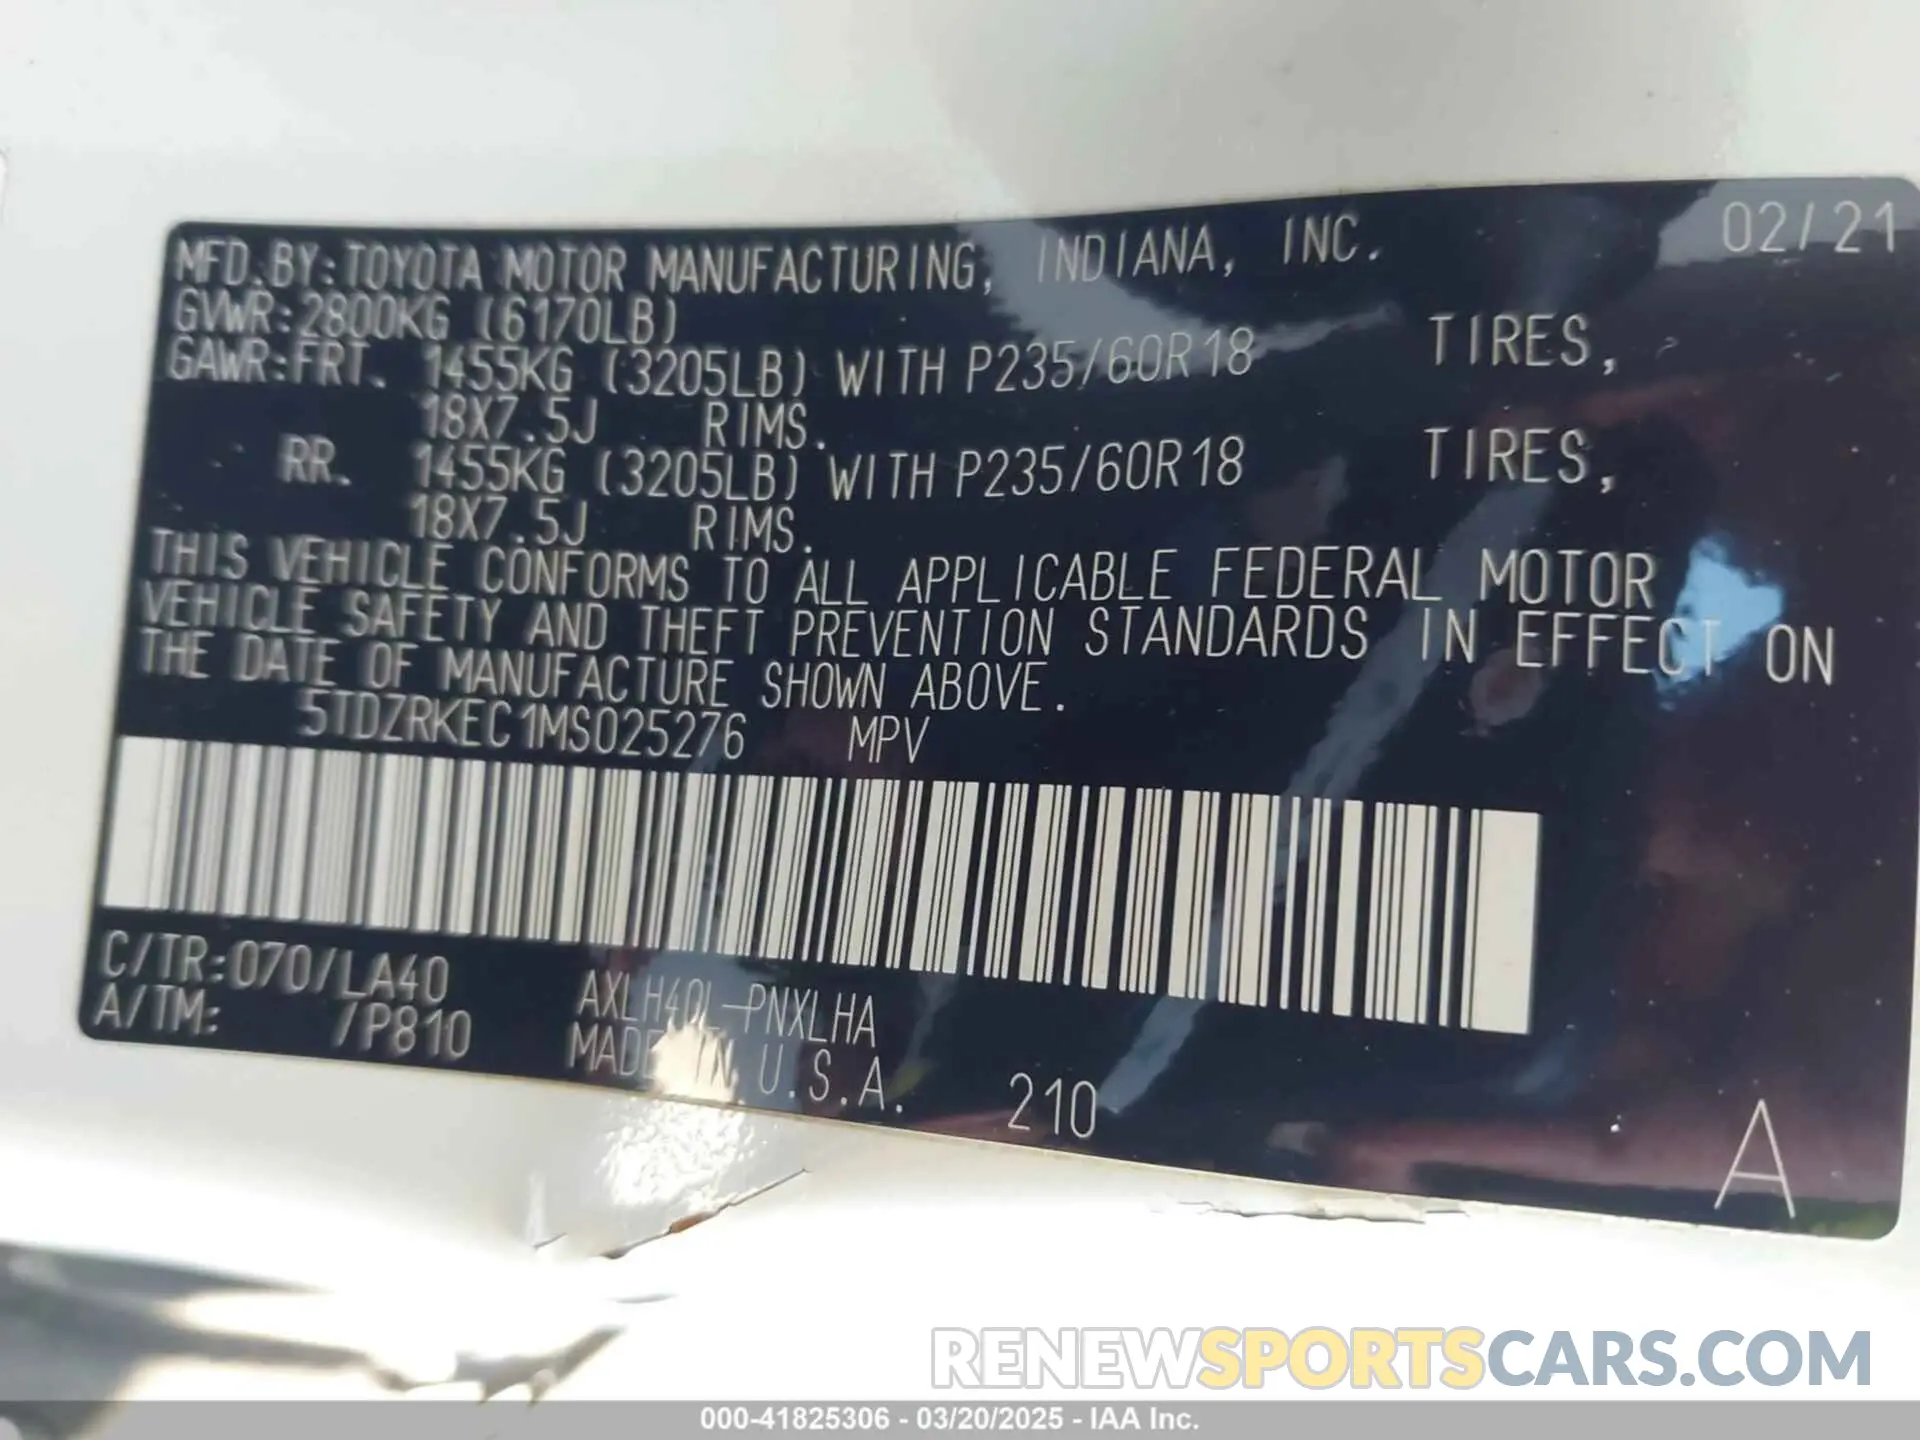 MFD.BY:TOYOTA MOTOR MANUFACTURING, INDIANA, INC. 02/21
GVWR:2800KG (6170LB)
GAWR:FRT. 1455KG (3205LB) WITH P235/60R18 TIRES,
18X7.5J RIMS.
RR. 1455KG (3205LB) WITH P235/60R18 TIRES,
18X7.5J RIMS.
THIS VEHICLE CONFORMS TO ALL APPLICABLE FEDERAL MOTOR
VEHICLE SAFETY AND THEFT PREVENTION STANDARDS IN EFFECT ON
THE DATE OF MANUFACTURE SHOWN ABOVE.
5TDZRKEC1MS025276 MPV
C/TR:070/LA40 AXLH40L-PNXLHA
A/TM: /P810 MADE IN U.S.A. 210
A
RENEWSPORTSCARS.COM
000-41825306 - 03/20/2025 - IAA Inc.